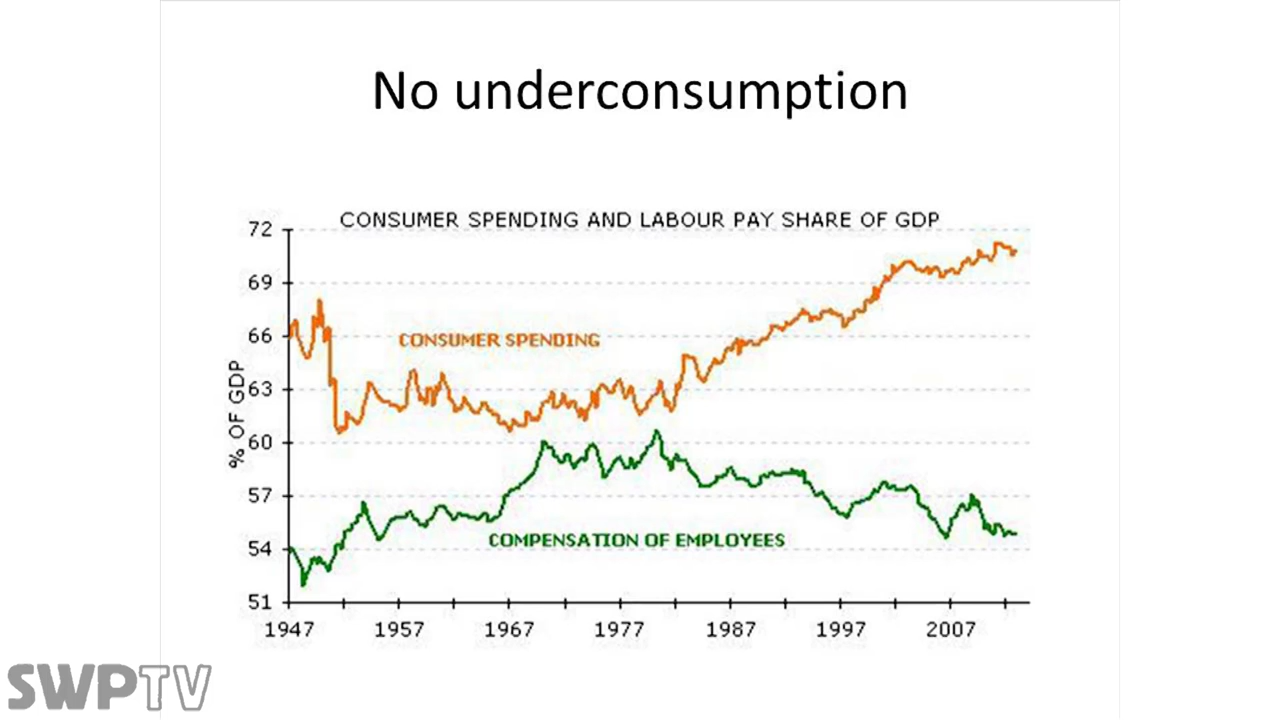 No underconsumption
CONSUMER SPENDING AND LABOUR PAY SHARE OF GDP
72
69
66
63
60
57
54
51
% OF GDP
CONSUMER SPENDING
COMPENSATION OF EMPLOYEES
1947 1957 1967 1977 1987 1997 2007
SWPTV